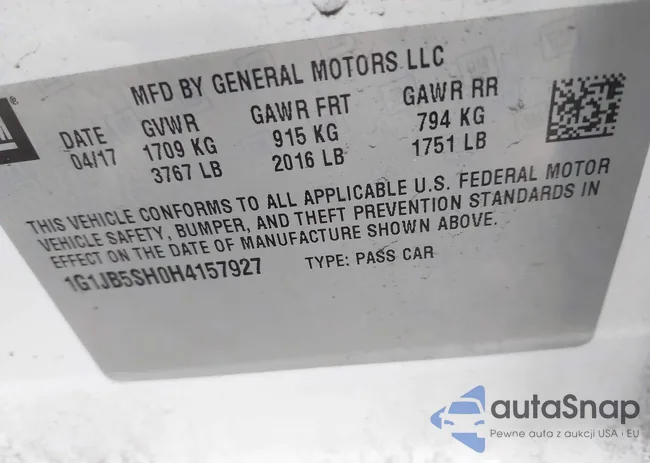 MFD BY GENERAL MOTORS LLC
DATE GVWR GAWR FRT GAWR RR
04/17 1709 KG 915 KG 794 KG
3767 LB 2016 LB 1751 LB
THIS VEHICLE CONFORMS TO ALL APPLICABLE U.S. FEDERAL MOTOR
VEHICLE SAFETY, BUMPER, AND THEFT PREVENTION STANDARDS IN
EFFECT ON THE DATE OF MANUFACTURE SHOWN ABOVE.
1G1JB5SH0H4157927 TYPE: PASS CAR
autaSnap
Pewne auta z aukcji USA i EU